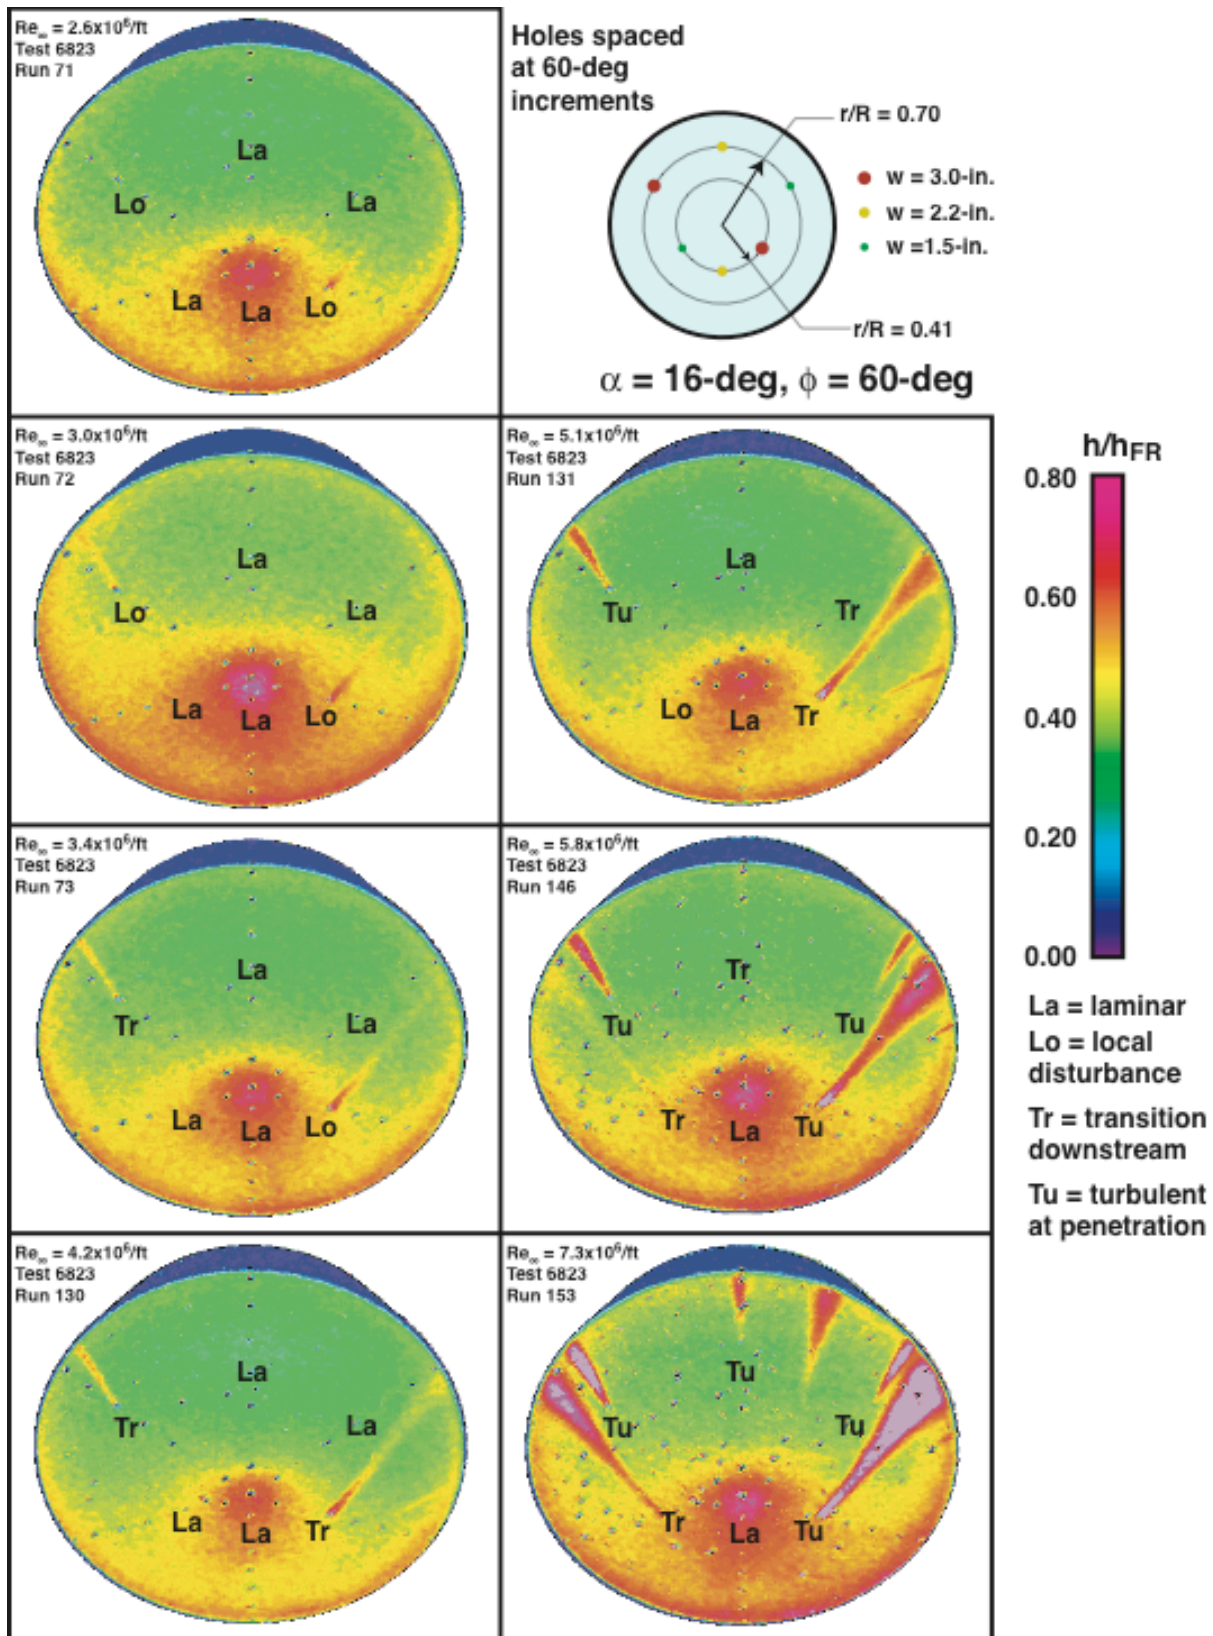 Re∞ = 2.6x10⁶/ft
Test 6823
Run 71
La
Lo
La
La
La
Lo
Holes spaced
at 60-deg
increments
r/R = 0.70
w = 3.0-in.
w = 2.2-in.
w =1.5-in.
r/R = 0.41
α = 16-deg, ϕ = 60-deg
Re∞ = 3.0x10⁶/ft
Test 6823
Run 72
La
Lo
La
La
La
Lo
Re∞ = 5.1x10⁶/ft
Test 6823
Run 131
La
Tu
Tr
Lo
La
Tr
Re∞ = 3.4x10⁶/ft
Test 6823
Run 73
La
Tr
La
La
La
Lo
Re∞ = 5.8x10⁶/ft
Test 6823
Run 146
Tr
Tu
Tu
Tr
La
Tu
Re∞ = 4.2x10⁶/ft
Test 6823
Run 130
La
Tr
La
La
La
Tr
Re∞ = 7.3x10⁶/ft
Test 6823
Run 153
Tu
Tu
Tu
Tr
La
Tu
h/hFR
0.80
0.60
0.40
0.20
0.00
La = laminar
Lo = local
disturbance
Tr = transition
downstream
Tu = turbulent
at penetration